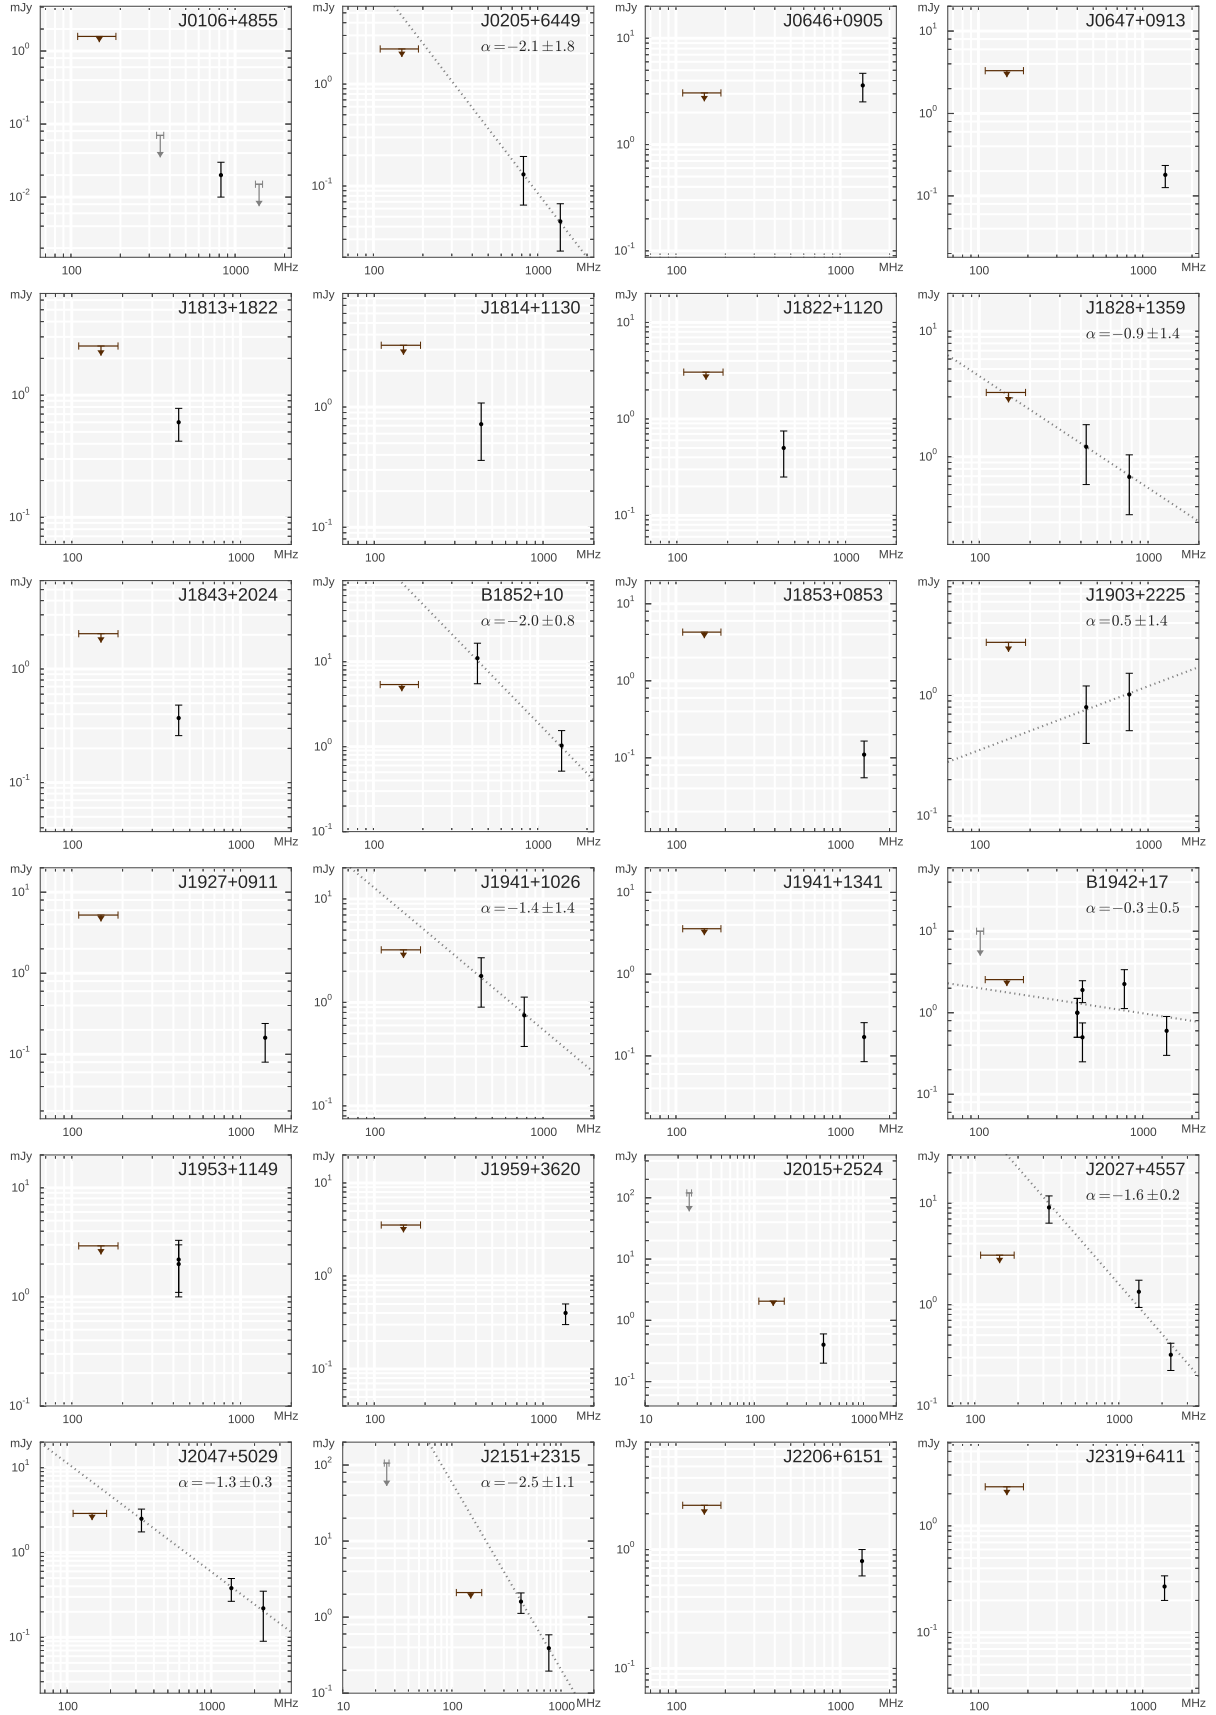 mJy J0106+4855
10^0
10^-1
10^-2
100 1000 MHz
mJy J0205+6449
α=−2.1±1.8
10^0
10^-1
100 1000 MHz
mJy J0646+0905
10^1
10^0
10^-1
100 1000 MHz
mJy J0647+0913
10^1
10^0
10^-1
100 1000 MHz
mJy J1813+1822
10^0
10^-1
100 1000 MHz
mJy J1814+1130
10^0
10^-1
100 1000 MHz
mJy J1822+1120
10^1
10^0
10^-1
100 1000 MHz
mJy J1828+1359
α=−0.9±1.4
10^1
10^0
100 1000 MHz
mJy J1843+2024
10^0
10^-1
100 1000 MHz
mJy B1852+10
α=−2.0±0.8
10^1
10^0
10^-1
100 1000 MHz
mJy J1853+0853
10^1
10^0
10^-1
100 1000 MHz
mJy J1903+2225
α=0.5±1.4
10^0
10^-1
100 1000 MHz
mJy J1927+0911
10^1
10^0
10^-1
100 1000 MHz
mJy J1941+1026
α=−1.4±1.4
10^1
10^0
10^-1
100 1000 MHz
mJy J1941+1341
10^1
10^0
10^-1
100 1000 MHz
mJy B1942+17
α=−0.3±0.5
10^1
10^0
10^-1
100 1000 MHz
mJy J1953+1149
10^1
10^0
10^-1
100 1000 MHz
mJy J1959+3620
10^1
10^0
10^-1
100 1000 MHz
mJy J2015+2524
10^2
10^1
10^0
10^-1
10 100 1000 MHz
mJy J2027+4557
α=−1.6±0.2
10^1
10^0
10^-1
100 1000 MHz
mJy J2047+5029
α=−1.3±0.3
10^1
10^0
10^-1
100 1000 MHz
mJy J2151+2315
α=−2.5±1.1
10^2
10^1
10^0
10^-1
10 100 1000 MHz
mJy J2206+6151
10^0
10^-1
100 1000 MHz
mJy J2319+6411
10^0
10^-1
100 1000 MHz